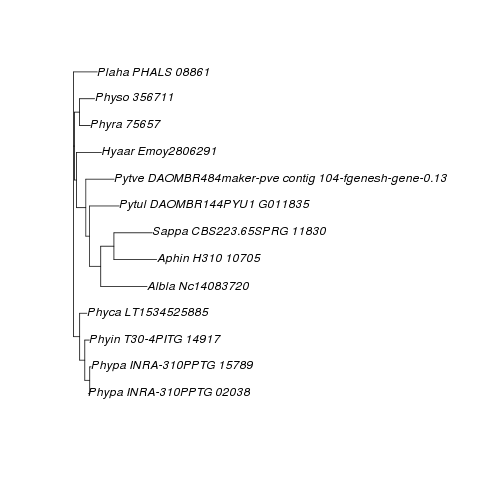 Plaha PHALS 08861
Physo 356711
Phyra 75657
Hyaar Emoy2806291
Pytve DAOMBR484maker-pve contig 104-fgenesh-gene-0.13
Pytul DAOMBR144PYU1 G011835
Sappa CBS223.65SPRG 11830
Aphin H310 10705
Albla Nc14083720
Phyca LT1534525885
Phyin T30-4PITG 14917
Phypa INRA-310PPTG 15789
Phypa INRA-310PPTG 02038